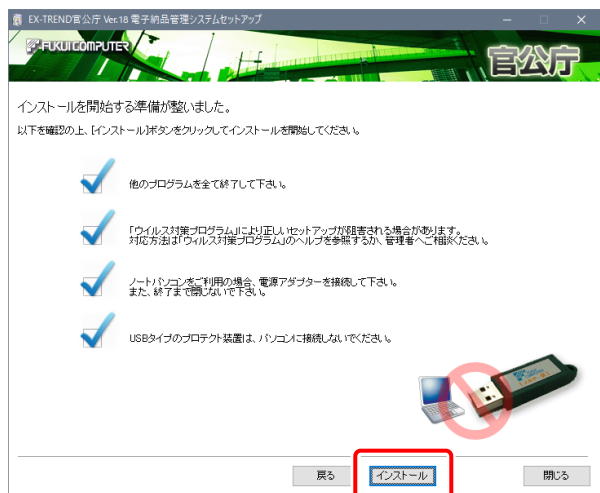 EX-TREND官公庁 Ver.18 電子納品管理システムセットアップ
FUKUI COMPUTER
官公庁
インストールを開始する準備が整いました。
以下を確認の上、[インストール]ボタンをクリックしてインストールを開始してください。
他のプログラムを全て終了して下さい。
「ウイルス対策プログラム」により正しいセットアップが阻害される場合があります。
対応方法は「ウィルス対策プログラム」のヘルプを参照するか、管理者へご相談ください。
ノートパソコンをご利用の場合、電源アダプターを接続して下さい。
また、終了まで閉じないで下さい。
USBタイプのプロテクト装置は、パソコンに接続しないでください。
戻る
インストール
閉じる